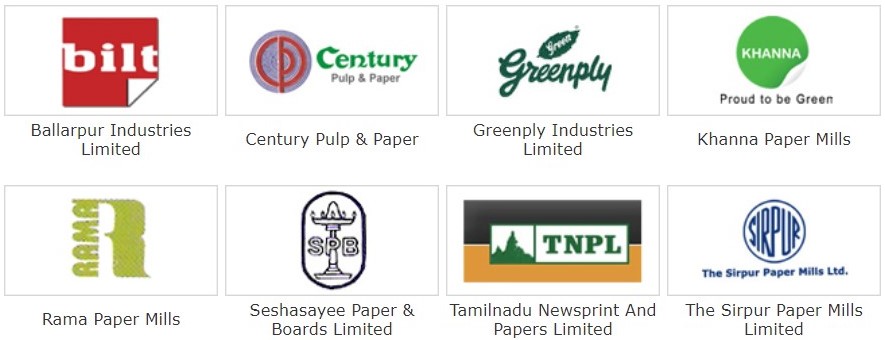 bilt
Century
Pulp & Paper
Green
Greenply
KHANNA
Proud to be Green
Ballarpur Industries
Limited
Century Pulp & Paper
Greenply Industries
Limited
Khanna Paper Mills
RAMA
R
SPB
TNPL
SIRPUR
The Sirpur Paper Mills Ltd.
Rama Paper Mills
Seshasayee Paper &
Boards Limited
Tamilnadu Newsprint And
Papers Limited
The Sirpur Paper Mills
Limited